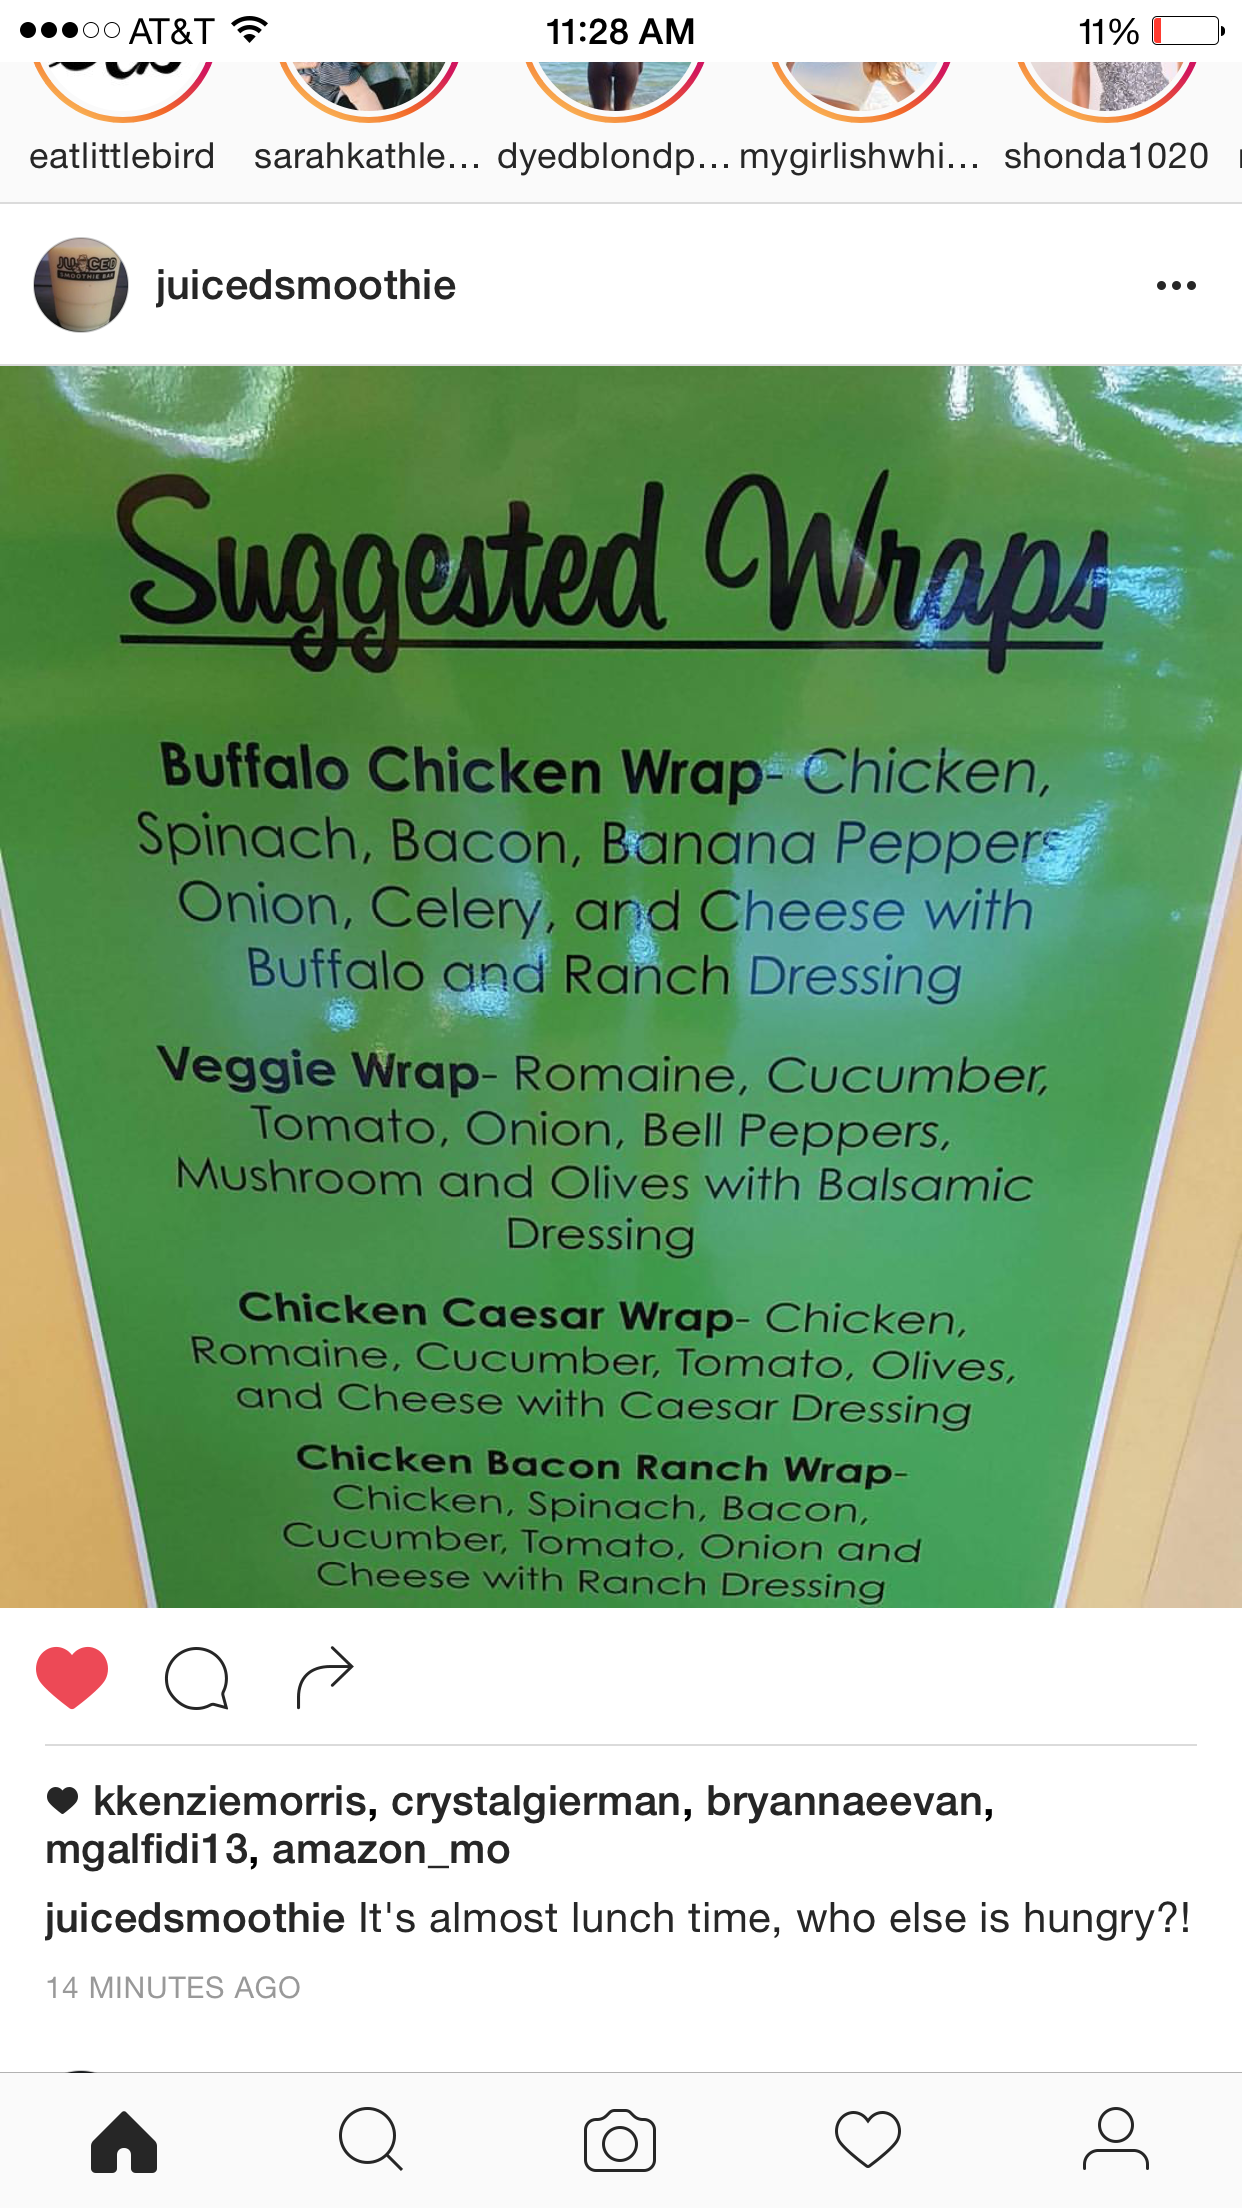 AT&T 11:28 AM 11%
eatlittlebird sarahkathle... dyedblondp... mygirlishwhi... shonda1020
JUICED
SMOOTHIE BAR
juicedsmoothie
Suggested Wraps
Buffalo Chicken Wrap- Chicken,
Spinach, Bacon, Banana Peppers
Onion, Celery, and Cheese with
Buffalo and Ranch Dressing
Veggie Wrap- Romaine, Cucumber,
Tomato, Onion, Bell Peppers,
Mushroom and Olives with Balsamic
Dressing
Chicken Caesar Wrap- Chicken,
Romaine, Cucumber, Tomato, Olives,
and Cheese with Caesar Dressing
Chicken Bacon Ranch Wrap-
Chicken, Spinach, Bacon,
Cucumber, Tomato, Onion and
Cheese with Ranch Dressing
kkenziemorris, crystalgierman, bryannaeevan,
mgalfidi13, amazon_mo
juicedsmoothie It's almost lunch time, who else is hungry?!
14 MINUTES AGO